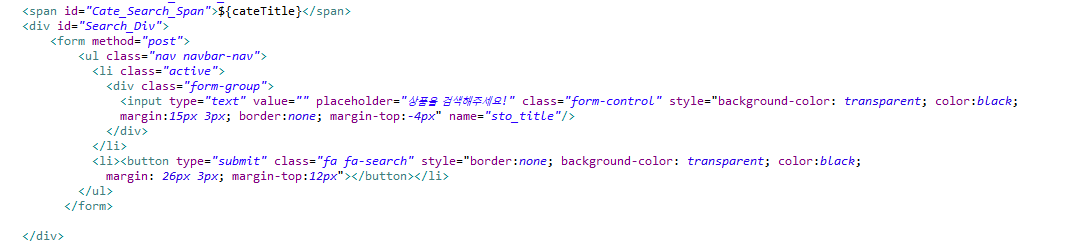 <span id="Cate_Search_Span">${cateTitle}</span>
<div id="Search_Div">
<form method="post">
<ul class="nav navbar-nav">
<li class="active">
<div class="form-group">
<input type="text" value="" placeholder="상품을 검색해주세요!" class="form-control" style="background-color: transparent; color:black;
margin:15px 3px; border:none; margin-top:-4px" name="sto_title"/>
</div>
</li>
<li><button type="submit" class="fa fa-search" style="border:none; background-color: transparent; color:black;
margin: 26px 3px; margin-top:12px"></button></li>
</ul>
</form>
</div>